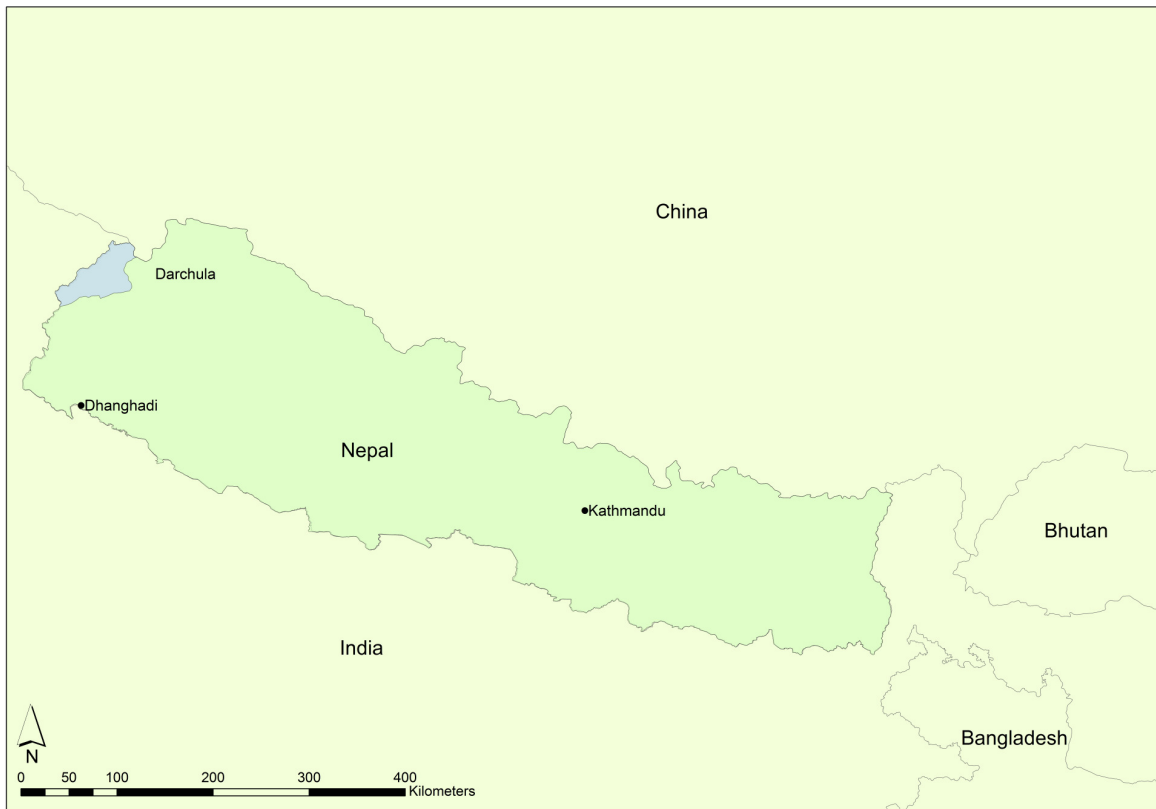 China
Darchula
Dhanghadi
Nepal
Kathmandu
Bhutan
India
Bangladesh
N
0 50 100 200 300 400
Kilometers